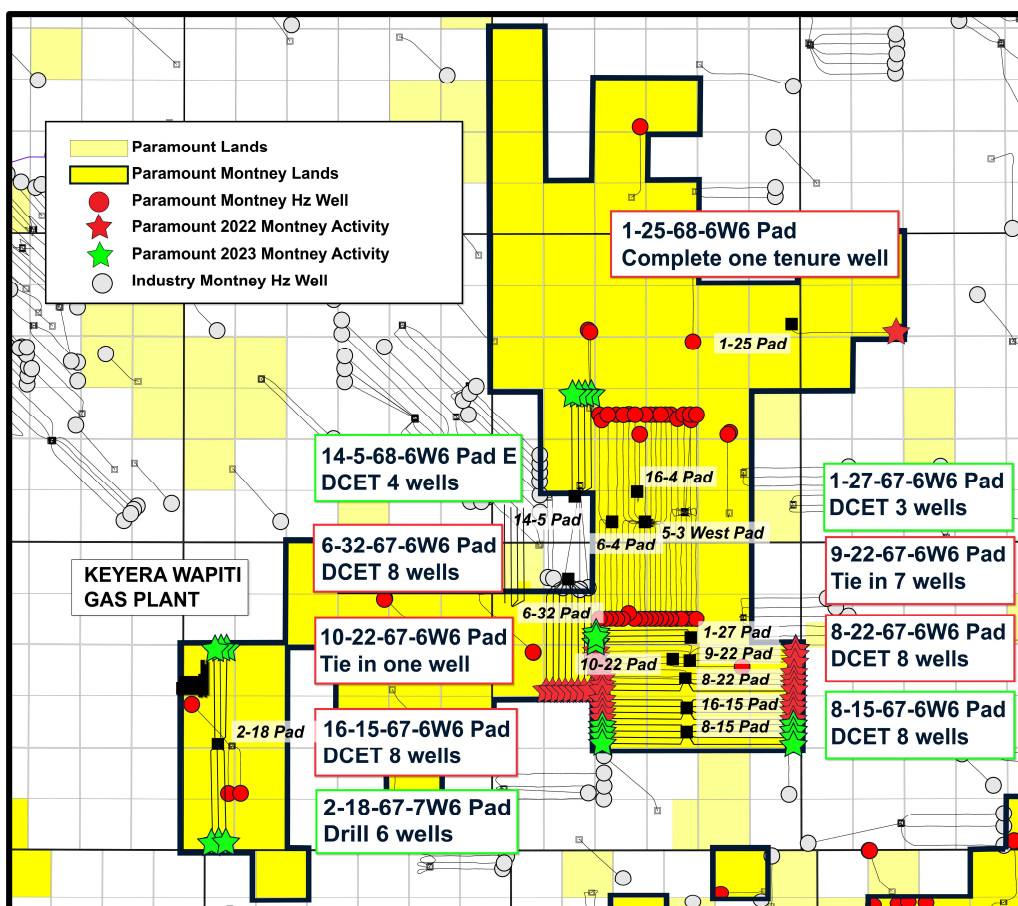 Paramount Lands
Paramount Montney Lands
Paramount Montney Hz Well
Paramount 2022 Montney Activity
Paramount 2023 Montney Activity
Industry Montney Hz Well
1-25-68-6W6 Pad
Complete one tenure well
1-25 Pad
14-5-68-6W6 Pad E
DCET 4 wells
16-4 Pad
1-27-67-6W6 Pad
DCET 3 wells
14-5 Pad
5-3 West Pad
6-4 Pad
6-32-67-6W6 Pad
DCET 8 wells
9-22-67-6W6 Pad
Tie in 7 wells
KEYERA WAPITI
GAS PLANT
6-32 Pad
10-22-67-6W6 Pad
Tie in one well
1-27 Pad
9-22 Pad
10-22 Pad
8-22 Pad
8-22-67-6W6 Pad
DCET 8 wells
16-15 Pad
8-15 Pad
2-18 Pad
16-15-67-6W6 Pad
DCET 8 wells
8-15-67-6W6 Pad
DCET 8 wells
2-18-67-7W6 Pad
Drill 6 wells